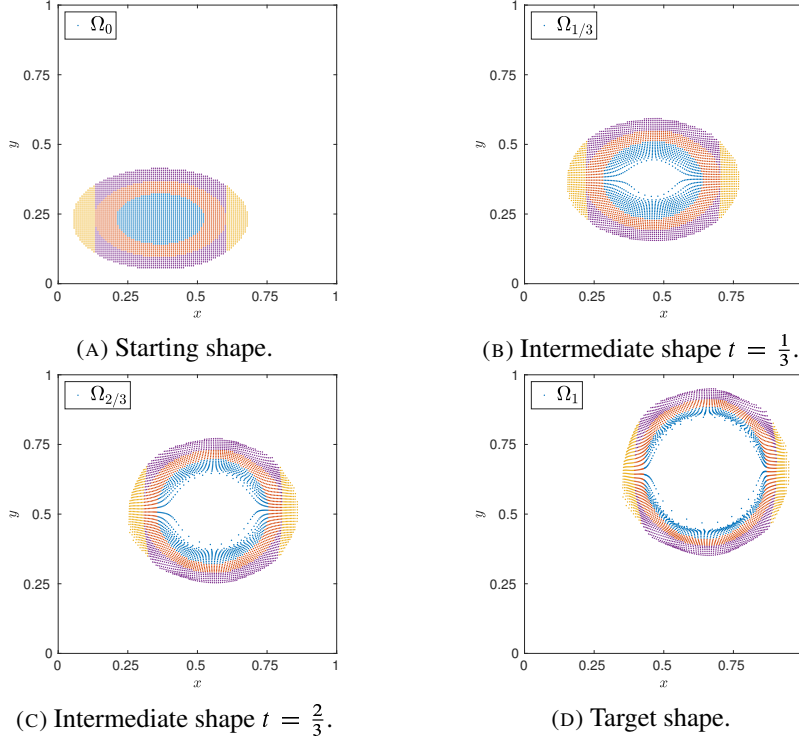 1
Ω₀
0.75
y
0.5
0.25
0
0 0.25 0.5 0.75 1
x
(A) Starting shape.
1
Ω₁/₃
0.75
y
0.5
0.25
0
0 0.25 0.5 0.75
x
(B) Intermediate shape t = 1/3.
1
Ω₂/₃
0.75
y
0.5
0.25
0
0 0.25 0.5 0.75 1
x
(C) Intermediate shape t = 2/3.
1
Ω₁
0.75
y
0.5
0.25
0
0 0.25 0.5 0.75
x
(D) Target shape.